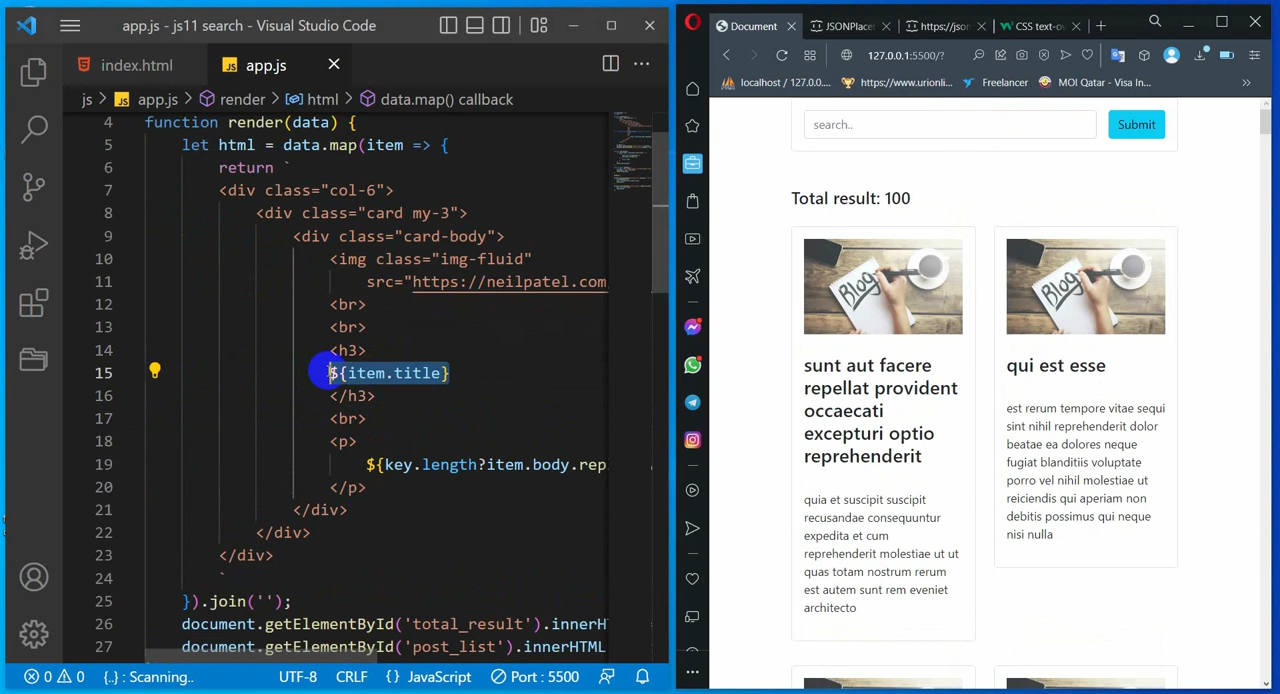 app.js - js11 search - Visual Studio Code
index.html
app.js
js > app.js > render > html > data.map() callback
4 function render(data) {
5 let html = data.map(item => {
6 return `
7 <div class="col-6">
8 <div class="card my-3">
9 <div class="card-body">
10 <img class="img-fluid"
11 src="https://neilpatel.com
12 <br>
13 <br>
14 <h3>
15 ${item.title}
16 </h3>
17 <br>
18 <p>
19 ${key.length?item.body.rep
20 </p>
21 </div>
22 </div>
23 </div>
24 `
25 }).join('');
26 document.getElementById('total_result').innerH
27 document.getElementById('post_list').innerHTML
0 0 {..} : Scanning.. UTF-8 CRLF {} JavaScript Port : 5500
Document
JSONPlace
https://json
CSS text-ov
127.0.0.1:5500/?
localhost / 127.0.0.... https://www.urionli... Freelancer MOI Qatar - Visa In...
search..
Submit
Total result: 100
Blog
Blog
sunt aut facere
repellat provident
occaecati
excepturi optio
reprehenderit
quia et suscipit suscipit
recusandae consequuntur
expedita et cum
reprehenderit molestiae ut ut
quas totam nostrum rerum
est autem sunt rem eveniet
architecto
qui est esse
est rerum tempore vitae sequi
sint nihil reprehenderit dolor
beatae ea dolores neque
fugiat blanditiis voluptate
porro vel nihil molestiae ut
reiciendis qui aperiam non
debitis possimus qui neque
nisi nulla